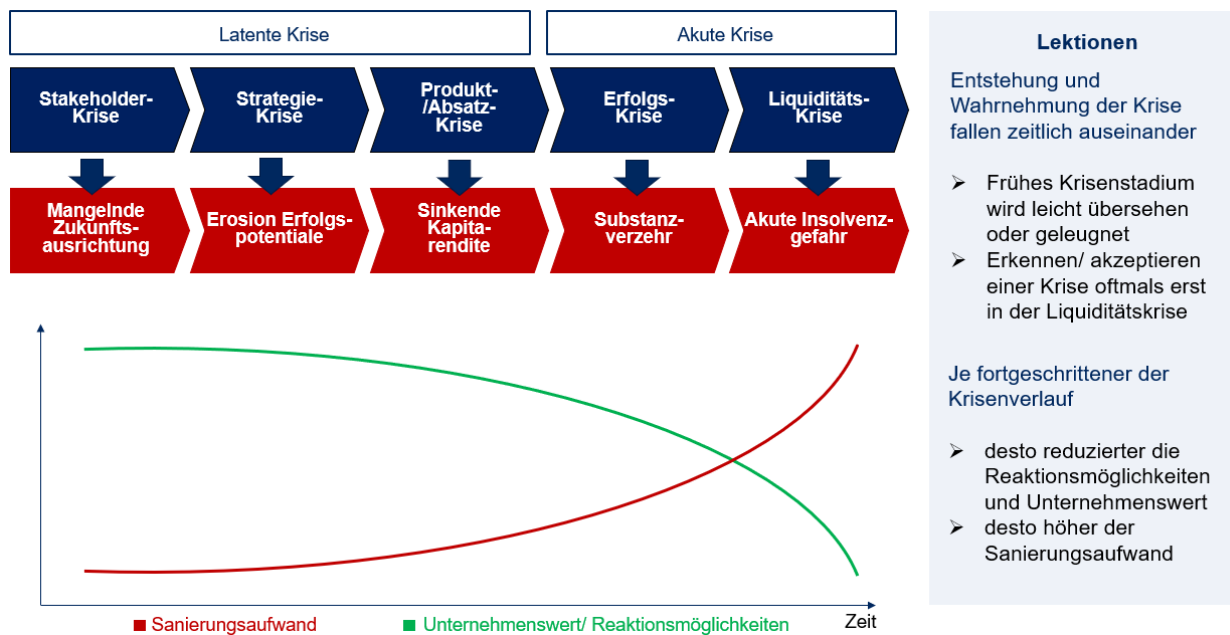 Latente Krise
Akute Krise
Stakeholder-
Krise
Strategie-
Krise
Produkt-
/Absatz-
Krise
Erfolgs-
Krise
Liquiditäts-
Krise
Mangelnde
Zukunfts-
ausrichtung
Erosion Erfolgs-
potentiale
Sinkende
Kapita-
rendite
Substanz-
verzehr
Akute Insolvenz-
gefahr
Zeit
Sanierungsaufwand
Unternehmenswert/ Reaktionsmöglichkeiten
Lektionen
Entstehung und
Wahrnehmung der Krise
fallen zeitlich auseinander
➢ Frühes Krisenstadium
wird leicht übersehen
oder geleugnet
➢ Erkennen/ akzeptieren
einer Krise oftmals erst
in der Liquiditätskrise
Je fortgeschrittener der
Krisenverlauf
➢ desto reduzierter die
Reaktionsmöglichkeiten
und Unternehmenswert
➢ desto höher der
Sanierungsaufwand